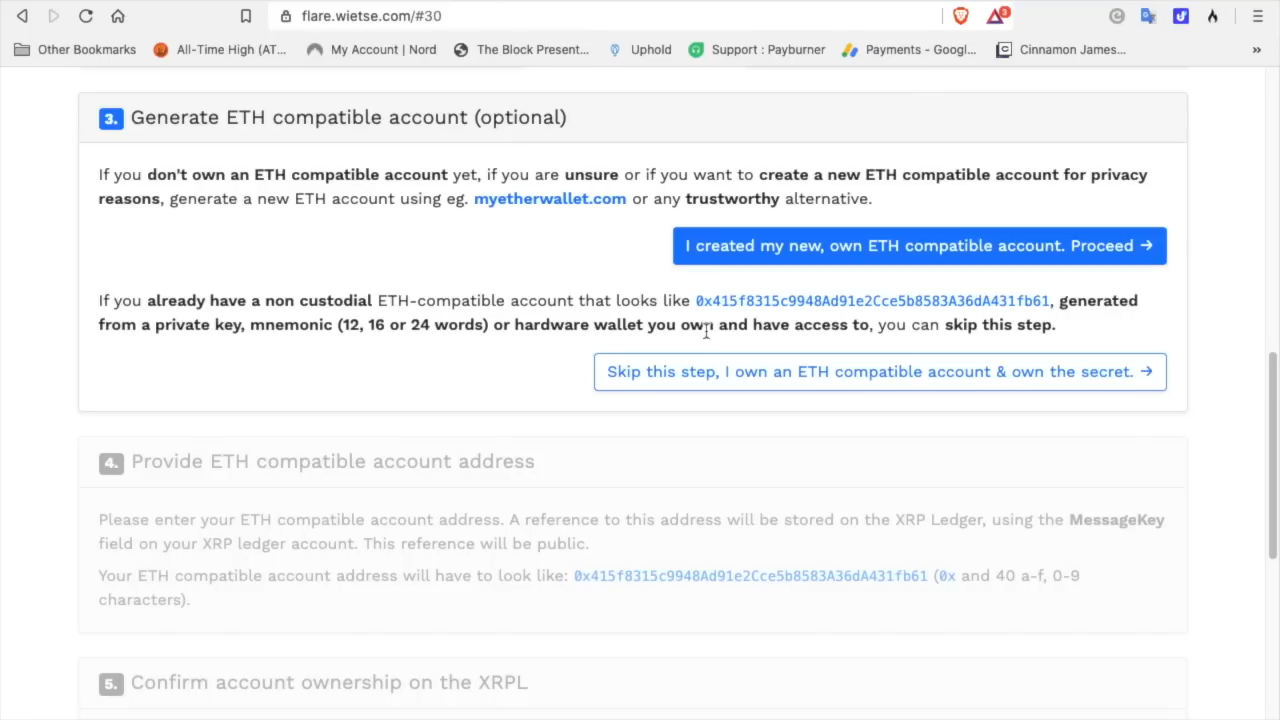 flare.wietse.com/#30
3
Other Bookmarks
All-Time High (AT...
My Account | Nord
The Block Present...
Uphold
Support : Payburner
Payments - Googl...
Cinnamon James...
»
3. Generate ETH compatible account (optional)
If you don't own an ETH compatible account yet, if you are unsure or if you want to create a new ETH compatible account for privacy
reasons, generate a new ETH account using eg. myetherwallet.com or any trustworthy alternative.
I created my new, own ETH compatible account. Proceed →
If you already have a non custodial ETH-compatible account that looks like 0x415f8315c9948Ad91e2Cce5b8583A36dA431fb61, generated
from a private key, mnemonic (12, 16 or 24 words) or hardware wallet you own and have access to, you can skip this step.
Skip this step, I own an ETH compatible account & own the secret. →
4. Provide ETH compatible account address
Please enter your ETH compatible account address. A reference to this address will be stored on the XRP Ledger, using the MessageKey
field on your XRP ledger account. This reference will be public.
Your ETH compatible account address will have to look like: 0x415f8315c9948Ad91e2Cce5b8583A36dA431fb61 (0x and 40 a-f, 0-9
characters).
5. Confirm account ownership on the XRPL